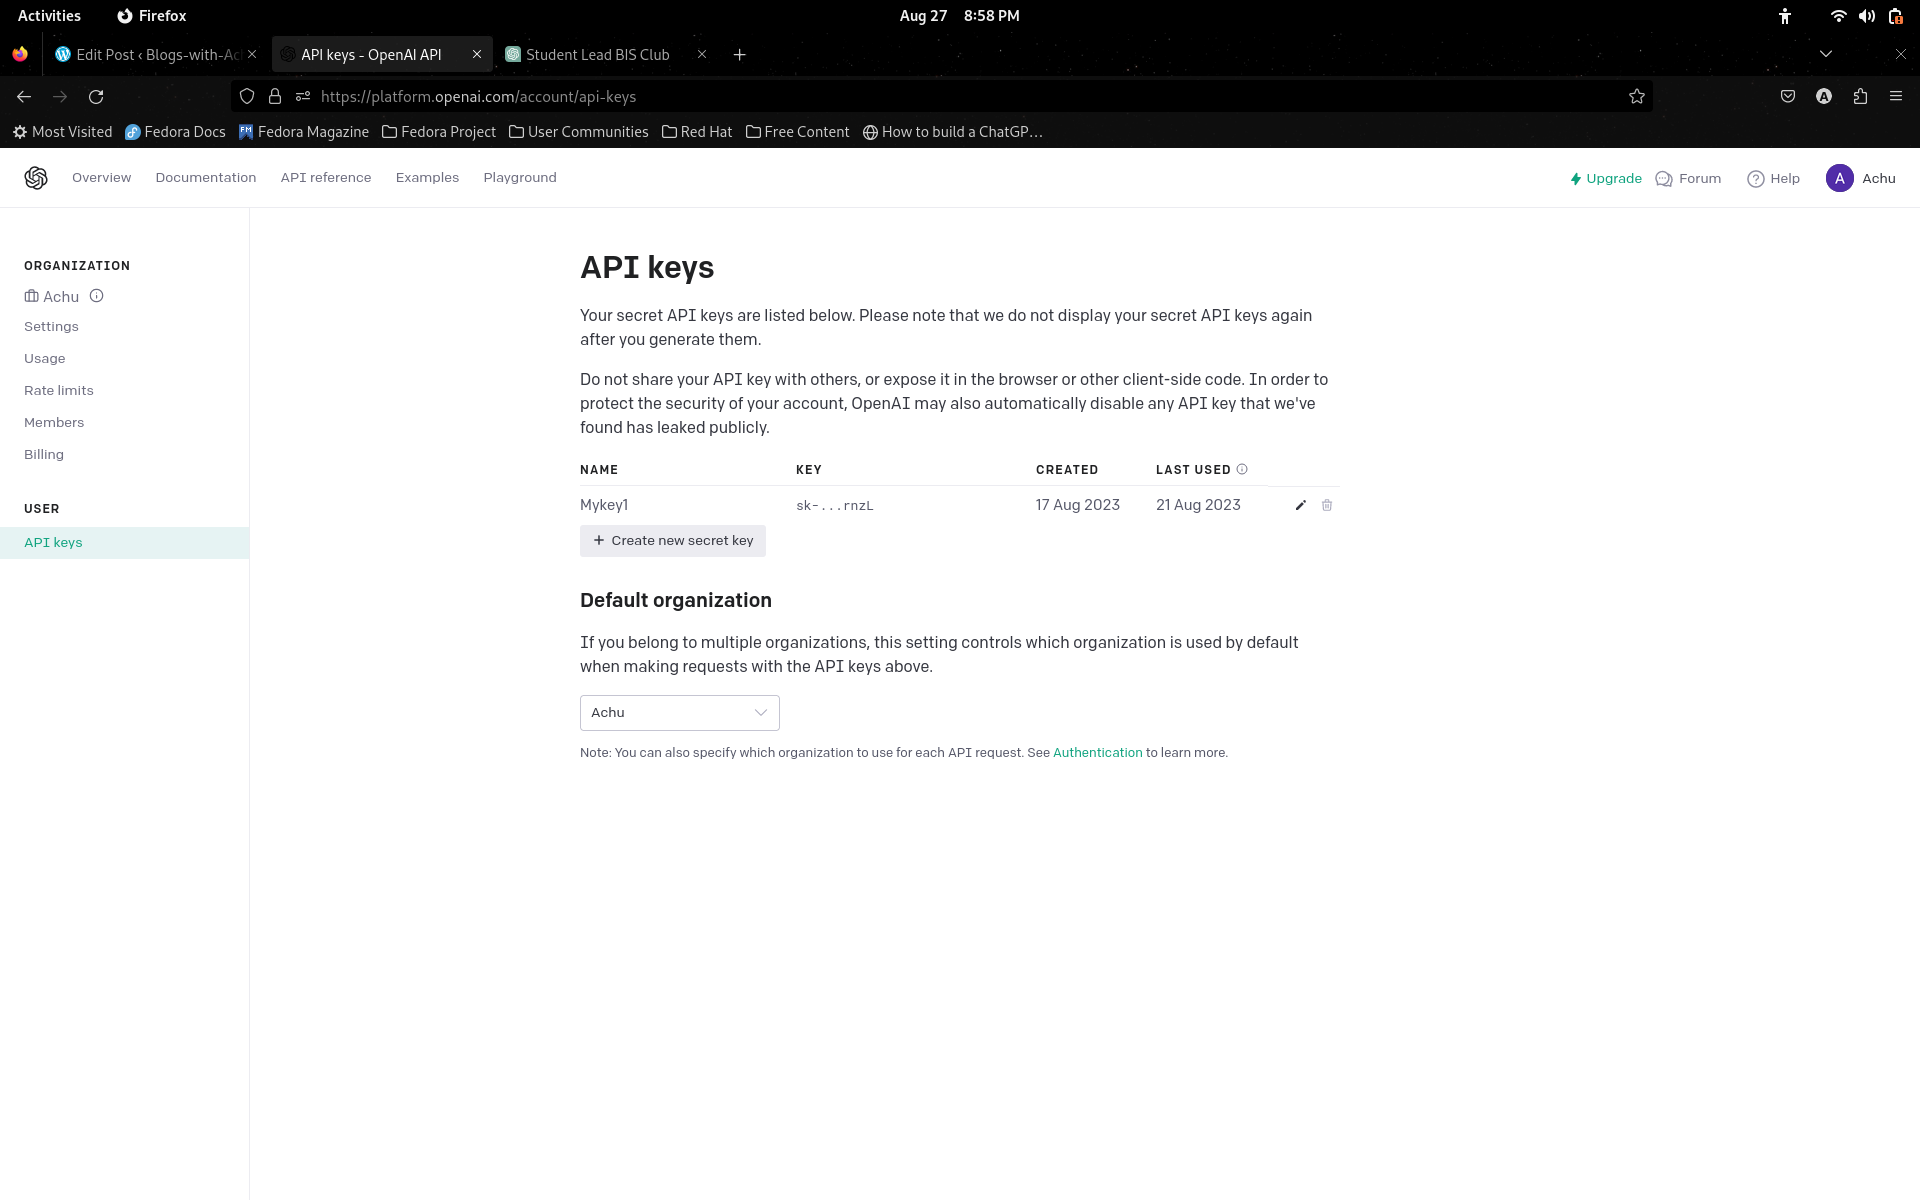 Activities Firefox Aug 27 8:58 PM
Edit Post ‹ Blogs-with-Ac API keys - OpenAI API Student Lead BIS Club
https://platform.openai.com/account/api-keys
Most Visited Fedora Docs Fedora Magazine Fedora Project User Communities Red Hat Free Content How to build a ChatGP…
Overview Documentation API reference Examples Playground Upgrade Forum Help A Achu
ORGANIZATION
Achu
Settings
Usage
Rate limits
Members
Billing
USER
API keys
API keys
Your secret API keys are listed below. Please note that we do not display your secret API keys again
after you generate them.
Do not share your API key with others, or expose it in the browser or other client-side code. In order to
protect the security of your account, OpenAI may also automatically disable any API key that we've
found has leaked publicly.
NAME KEY CREATED LAST USED
Mykey1 sk-...rnzL 17 Aug 2023 21 Aug 2023
+ Create new secret key
Default organization
If you belong to multiple organizations, this setting controls which organization is used by default
when making requests with the API keys above.
Achu
Note: You can also specify which organization to use for each API request. See Authentication to learn more.